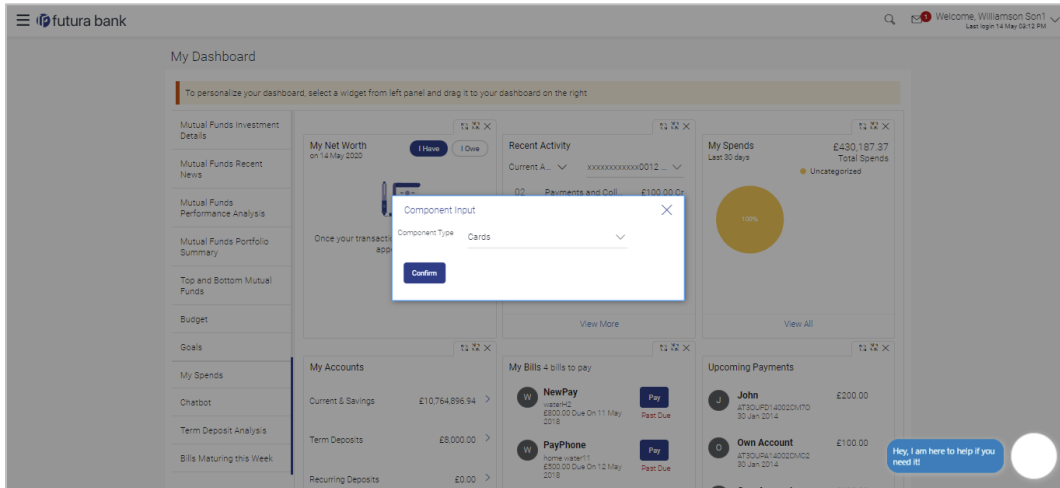 futura bank
1
Welcome, Williamson Son1
Last login 14 May 03:12 PM
My Dashboard
To personalize your dashboard, select a widget from left panel and drag it to your dashboard on the right
Mutual Funds Investment
Details
Mutual Funds Recent
News
Mutual Funds
Performance Analysis
Mutual Funds Portfolio
Summary
Top and Bottom Mutual
Funds
Budget
Goals
My Spends
Chatbot
Term Deposit Analysis
Bills Maturing this Week
My Net Worth
on 14 May 2020
I Have
I Owe
Once your transactio
app
Recent Activity
Current A...
xxxxxxxxxxxx0012 ...
02 Payments and Coll... £100.00 Cr
View More
My Spends
Last 30 days
£430,187.37
Total Spends
Uncategorized
100%
View All
Component Input
Component Type
Cards
Confirm
My Accounts
Current & Savings £10,764,896.94
Term Deposits £8,000.00
Recurring Deposits £0.00
My Bills 4 bills to pay
W
NewPay
waterH2
£800.00 Due On 11 May
2018
Pay
Past Due
W
PayPhone
home water11
£500.00 Due On 12 May
2018
Pay
Past Due
Upcoming Payments
J
John £200.00
30 Jan 2014
O
Own Account £100.00
30 Jan 2014
Hey, I am here to help if you
need it!